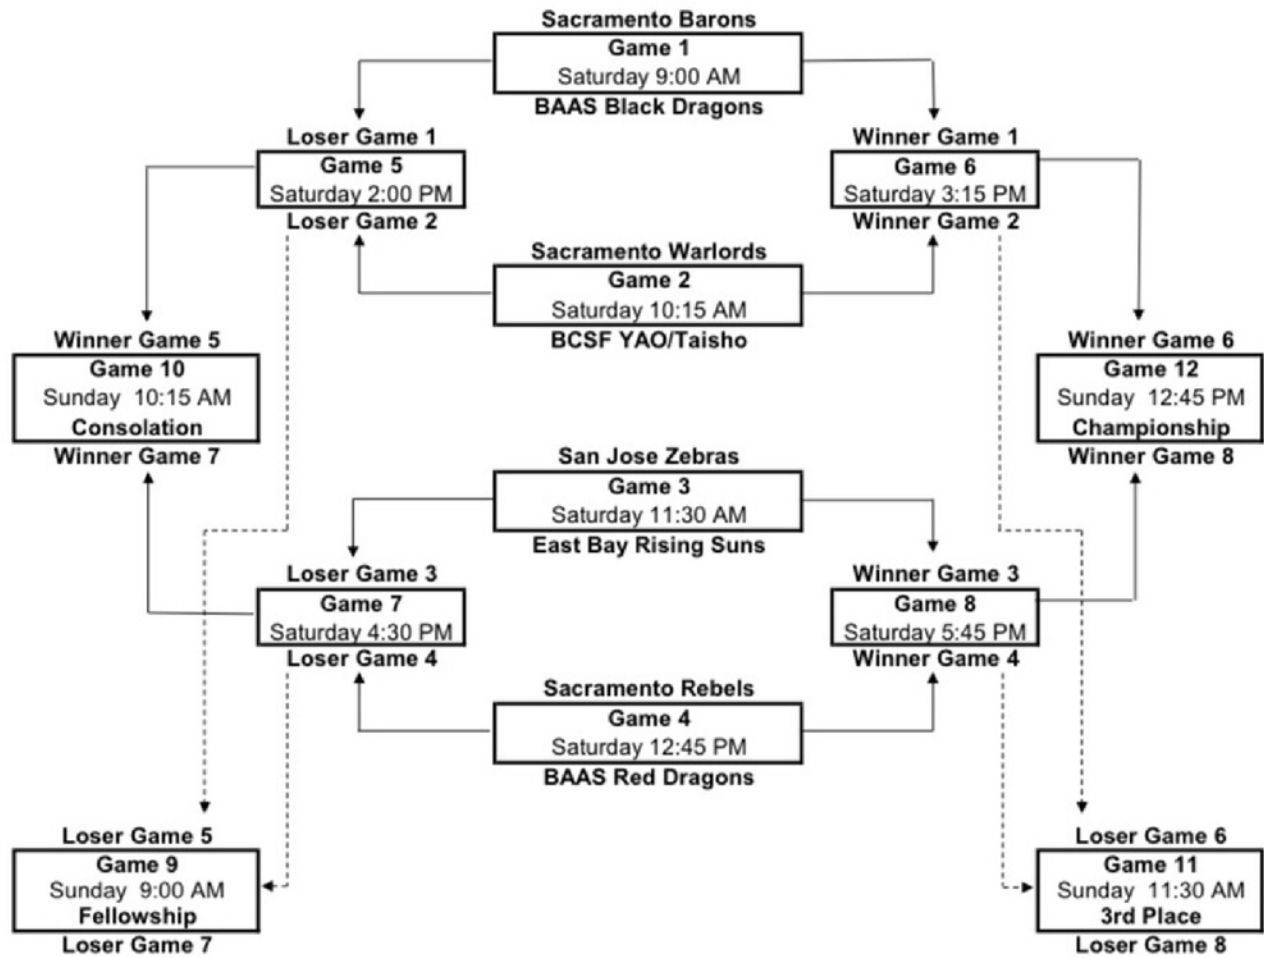 Sacramento Barons
Game 1
Saturday 9:00 AM
BAAS Black Dragons
Loser Game 1
Game 5
Saturday 2:00 PM
Loser Game 2
Winner Game 1
Game 6
Saturday 3:15 PM
Winner Game 2
Sacramento Warlords
Game 2
Saturday 10:15 AM
BCSF YAO/Taisho
Winner Game 5
Game 10
Sunday 10:15 AM
Consolation
Winner Game 7
Winner Game 6
Game 12
Sunday 12:45 PM
Championship
Winner Game 8
San Jose Zebras
Game 3
Saturday 11:30 AM
East Bay Rising Suns
Loser Game 3
Game 7
Saturday 4:30 PM
Loser Game 4
Winner Game 3
Game 8
Saturday 5:45 PM
Winner Game 4
Sacramento Rebels
Game 4
Saturday 12:45 PM
BAAS Red Dragons
Loser Game 5
Game 9
Sunday 9:00 AM
Fellowship
Loser Game 7
Loser Game 6
Game 11
Sunday 11:30 AM
3rd Place
Loser Game 8